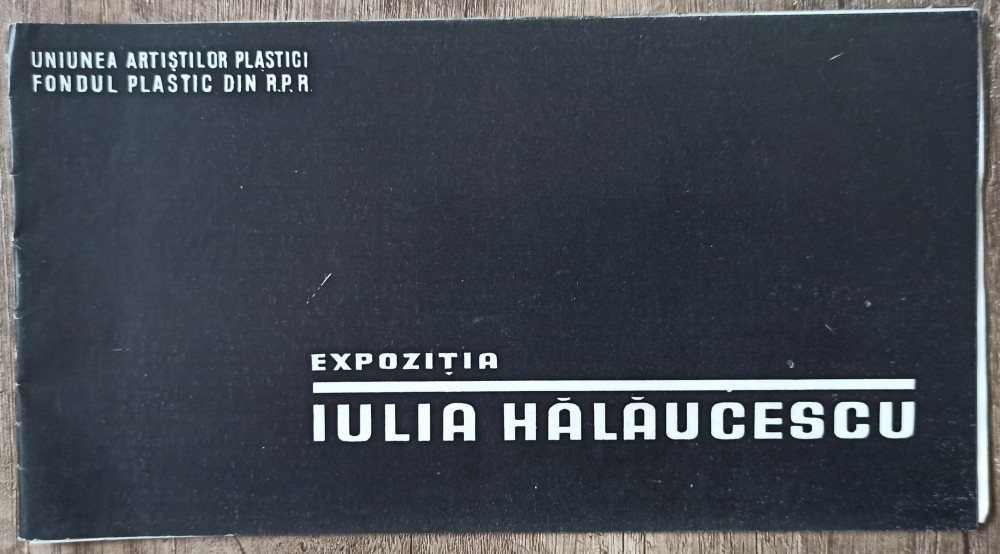 UNIUNEA ARTIȘTILOR PLASTICI
FONDUL PLASTIC DIN R.P.R.
EXPOZIȚIA
IULIA HĂLĂUCESCU